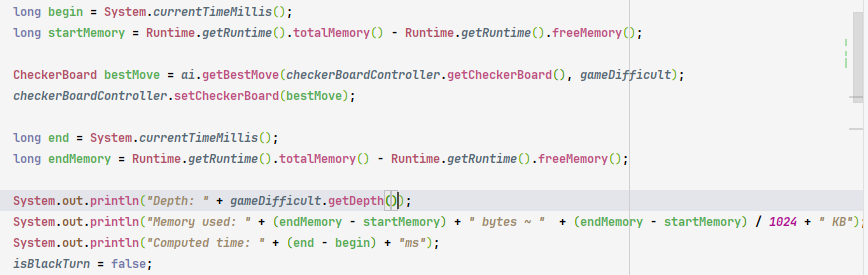 long begin = System.currentTimeMillis();
long startMemory = Runtime.getRuntime().totalMemory() - Runtime.getRuntime().freeMemory();
CheckerBoard bestMove = ai.getBestMove(checkerBoardController.getCheckerBoard(), gameDifficult);
checkerBoardController.setCheckerBoard(bestMove);
long end = System.currentTimeMillis();
long endMemory = Runtime.getRuntime().totalMemory() - Runtime.getRuntime().freeMemory();
System.out.println("Depth: " + gameDifficult.getDepth());
System.out.println("Memory used: " + (endMemory - startMemory) + " bytes ~ "  + (endMemory - startMemory) / 1024 + " KB");
System.out.println("Computed time: " + (end - begin) + "ms");
isBlackTurn = false;